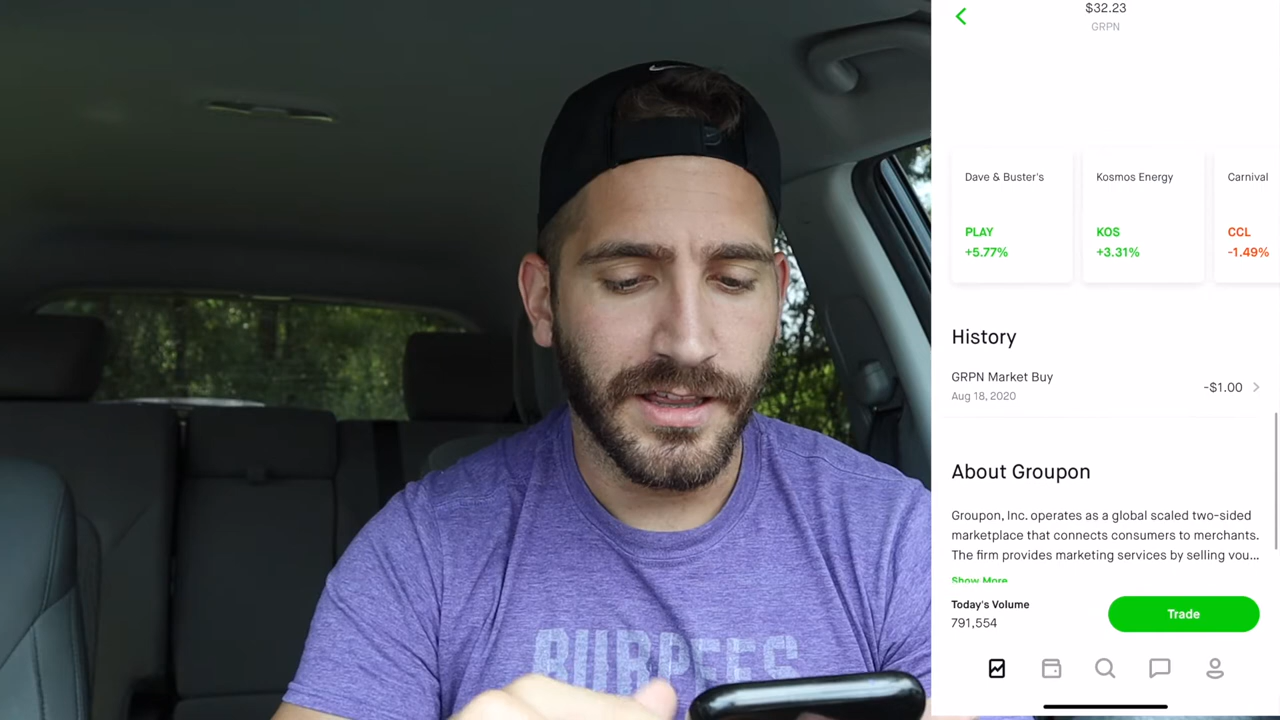 $32.23
GRPN
Dave & Buster's
PLAY
+5.77%
Kosmos Energy
KOS
+3.31%
Carnival
CCL
-1.49%
History
GRPN Market Buy
Aug 18, 2020
-$1.00
About Groupon
Groupon, Inc. operates as a global scaled two-sided
marketplace that connects consumers to merchants.
The firm provides marketing services by selling vou...
Show More
Today's Volume
791,554
Trade
BURPEES